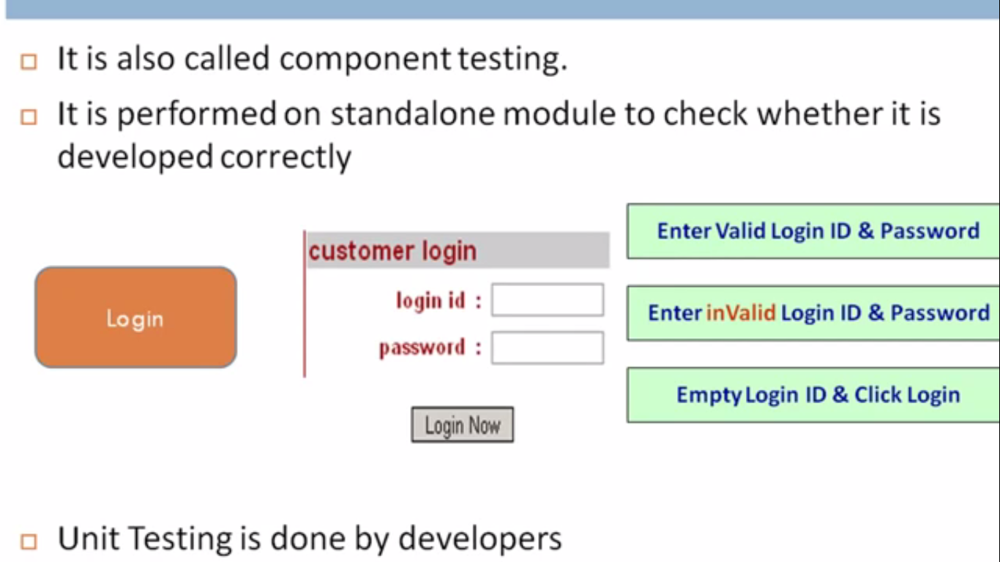 It is also called component testing.
It is performed on standalone module to check whether it is
developed correctly
Login
customer login
login id :
password :
Login Now
Enter Valid Login ID & Password
Enter inValid Login ID & Password
Empty Login ID & Click Login
Unit Testing is done by developers